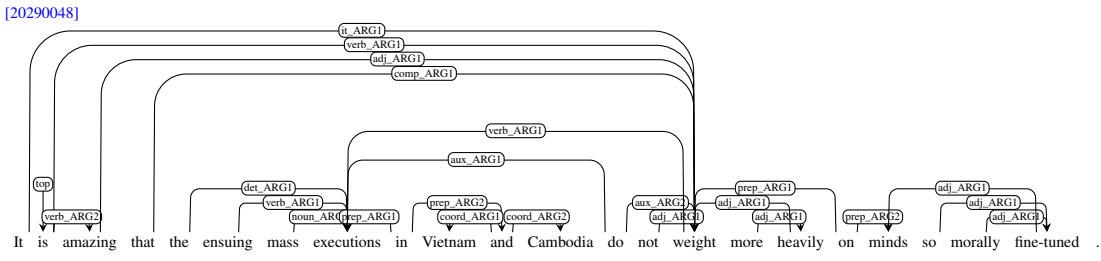 [20290048]
it_ARG1
verb_ARG1
adj_ARG1
comp_ARG1
verb_ARG1
aux_ARG1
top det_ARG1 prep_ARG1 adj_ARG1
verb_ARG1 prep_ARG2 aux_ARG2 adj_ARG1 adj_ARG1
verb_ARG2 noun_ARG prep_ARG1 coord_ARG1 coord_ARG2 adj_ARG1 adj_ARG1 prep_ARG2 adj_ARG1
It is amazing that the ensuing mass executions in Vietnam and Cambodia do not weight more heavily on minds so morally fine-tuned .